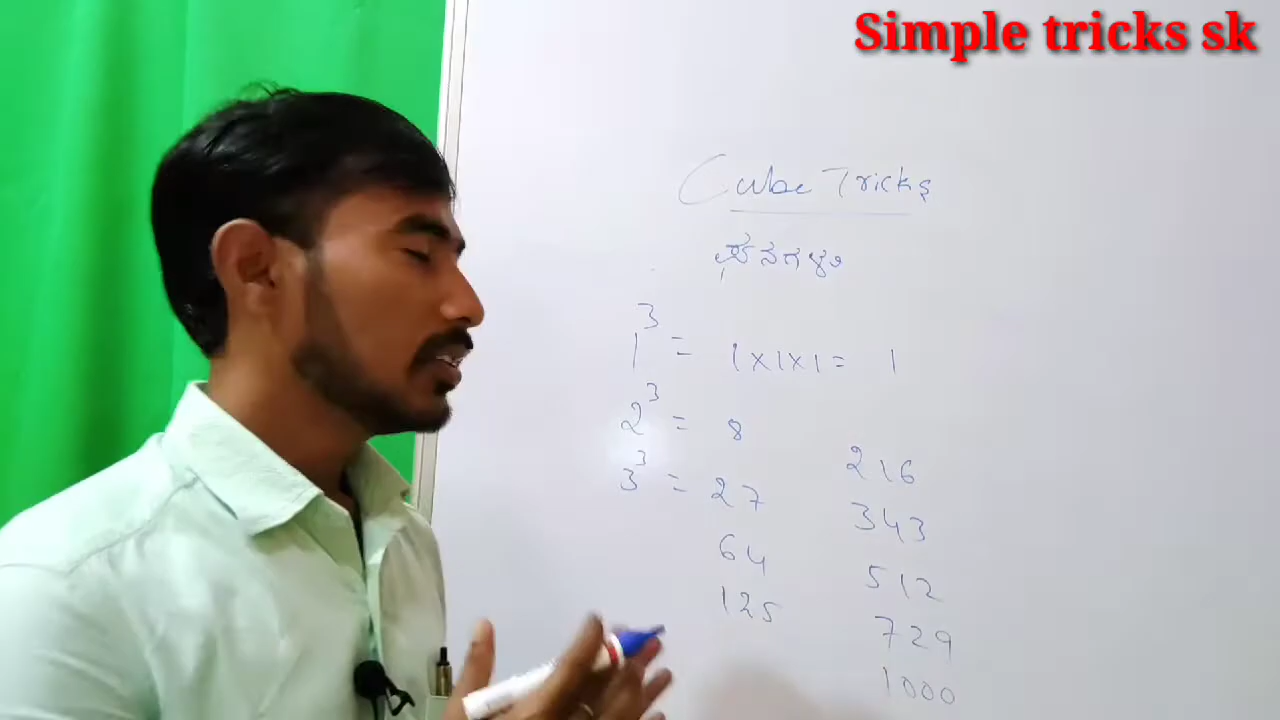 Simple tricks sk
Cube Tricks
ಘನಗಳು
1³ = 1×1×1= 1
2³ = 8
3³ = 27
64
125
216
343
512
729
1000